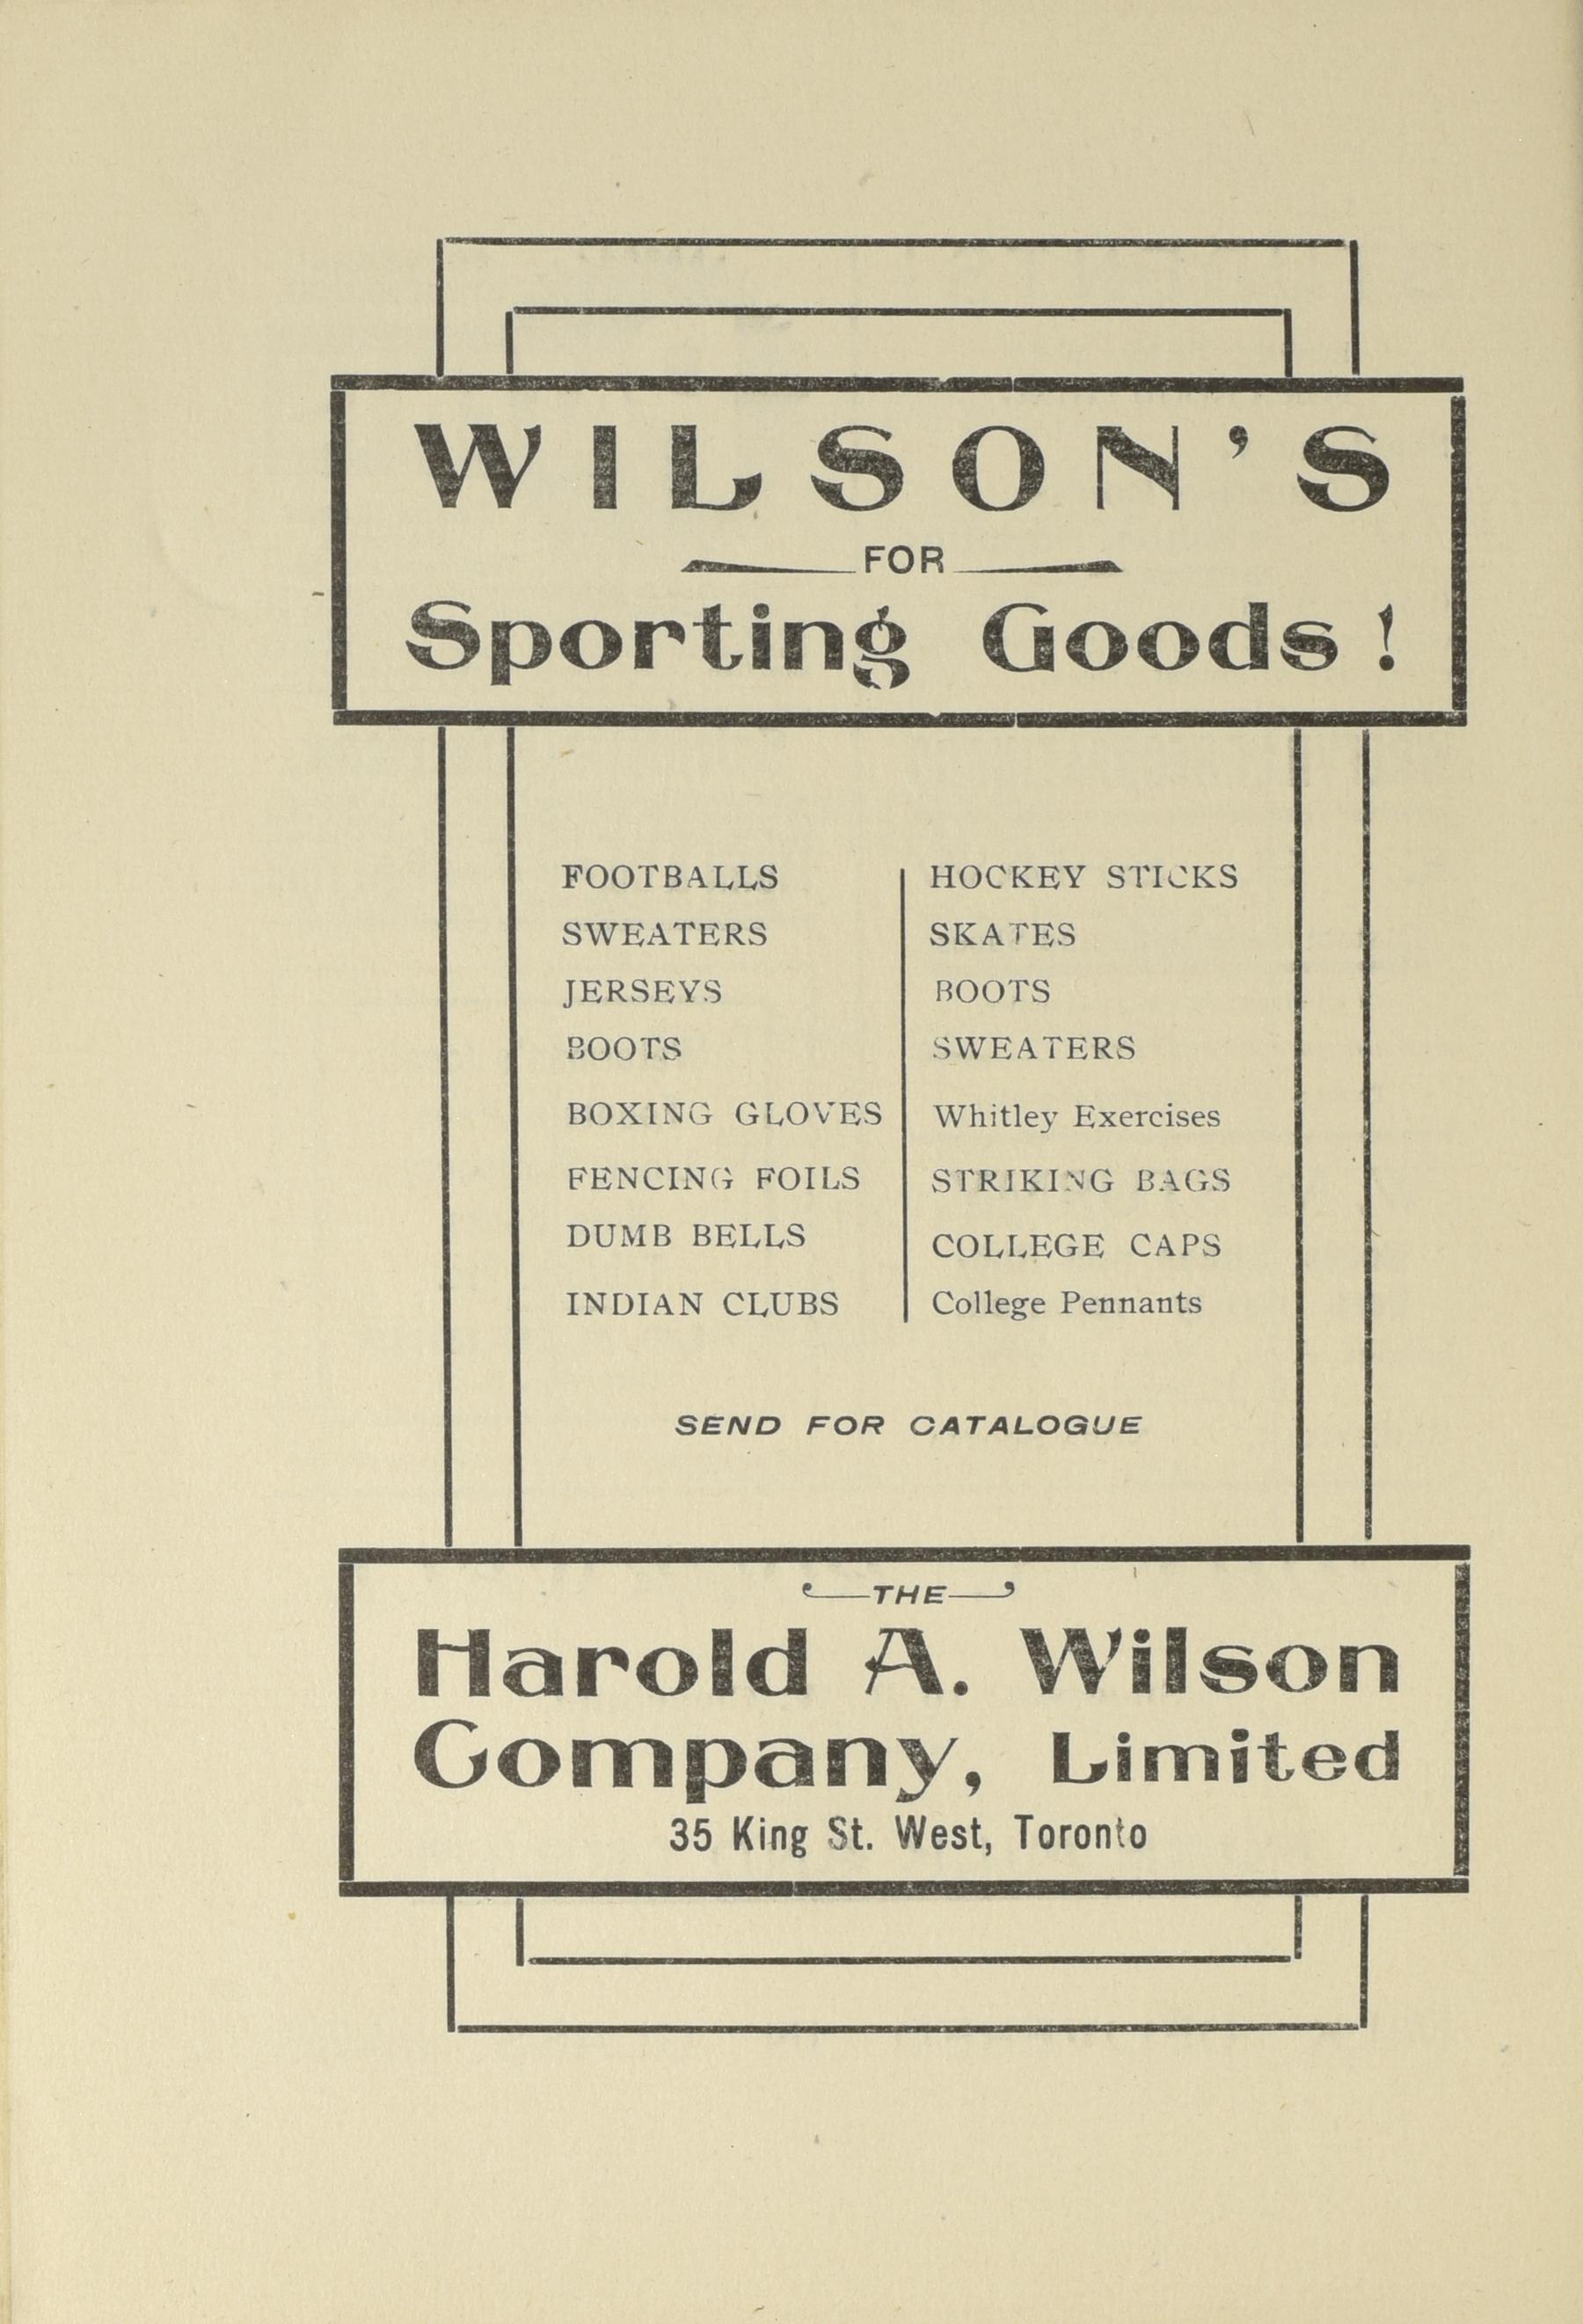 WILSON'S
FOR
Sporting Goods!
FOOTBALLS
SWEATERS
JERSEYS
BOOTS
BOXING GLOVES
FENCING FOILS
DUMB BELLS
INDIAN CLUBS
HOCKEY STICKS
SKATES
BOOTS
SWEATERS
Whitley Exercises
STRIKING BAGS
COLLEGE CAPS
College Pennants
SEND FOR CATALOGUE
THE
Harold A. Wilson
Company, Limited
35 King St. West, Toronto